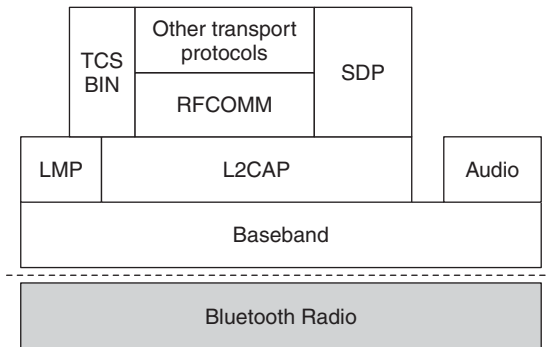 TCS
BIN
Other transport
protocols
SDP
RFCOMM
LMP
L2CAP
Audio
Baseband
Bluetooth Radio